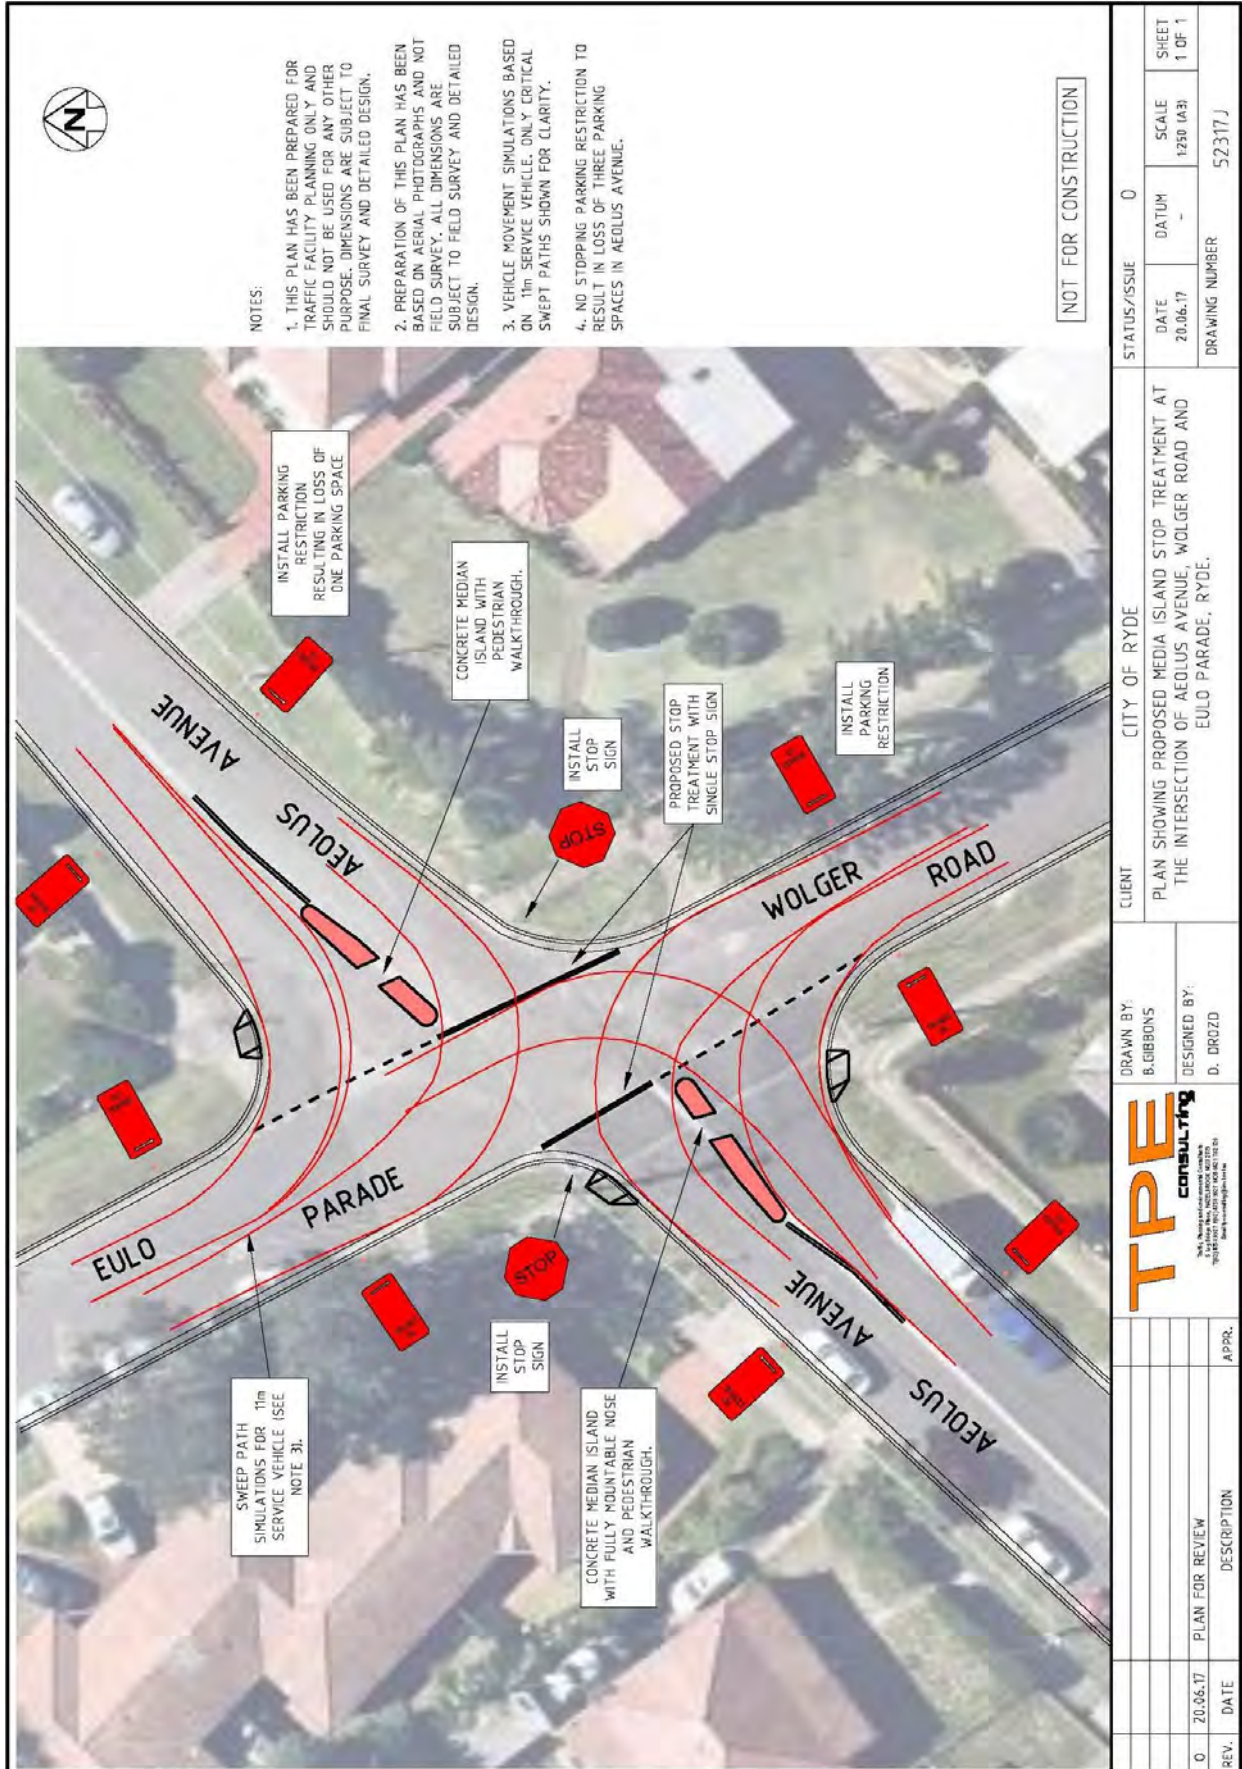 N
NOTES:
1. THIS PLAN HAS BEEN PREPARED FOR
TRAFFIC FACILITY PLANNING ONLY AND
SHOULD NOT BE USED FOR ANY OTHER
PURPOSE. DIMENSIONS ARE SUBJECT TO
FINAL SURVEY AND DETAILED DESIGN.
2. PREPARATION OF THIS PLAN HAS BEEN
BASED ON AERIAL PHOTOGRAPHS AND NOT
FIELD SURVEY. ALL DIMENSIONS ARE
SUBJECT TO FIELD SURVEY AND DETAILED
DESIGN.
3. VEHICLE MOVEMENT SIMULATIONS BASED
ON 11m SERVICE VEHICLE. ONLY CRITICAL
SWEPT PATHS SHOWN FOR CLARITY.
4. NO STOPPING PARKING RESTRICTION TO
RESULT IN LOSS OF THREE PARKING
SPACES IN AEOLUS AVENUE.
NOT FOR CONSTRUCTION
INSTALL PARKING
RESTRICTION
RESULTING IN LOSS OF
ONE PARKING SPACE
CONCRETE MEDIAN
ISLAND WITH
PEDESTRIAN
WALKTHROUGH.
INSTALL
STOP
SIGN
STOP
PROPOSED STOP
TREATMENT WITH
SINGLE STOP SIGN
INSTALL
PARKING
RESTRICTION
AEOLUS
AVENUE
WOLGER
ROAD
EULO
PARADE
AEOLUS
AVENUE
SWEEP PATH
SIMULATIONS FOR 11m
SERVICE VEHICLE (SEE
NOTE 3).
INSTALL
STOP
SIGN
STOP
CONCRETE MEDIAN ISLAND
WITH FULLY MOUNTABLE NOSE
AND PEDESTRIAN
WALKTHROUGH.
0 20.06.17 PLAN FOR REVIEW
REV. DATE DESCRIPTION APPR.
TPE
consulting
DRAWN BY:
B.GIBBONS
DESIGNED BY:
D. DROZD
CLIENT CITY OF RYDE
PLAN SHOWING PROPOSED MEDIA ISLAND STOP TREATMENT AT
THE INTERSECTION OF AEOLUS AVENUE, WOLGER ROAD AND
EULO PARADE, RYDE.
STATUS/ISSUE 0
DATE DATUM SCALE SHEET
20.06.17 - 1:250 (A3) 1 OF 1
DRAWING NUMBER
52317J